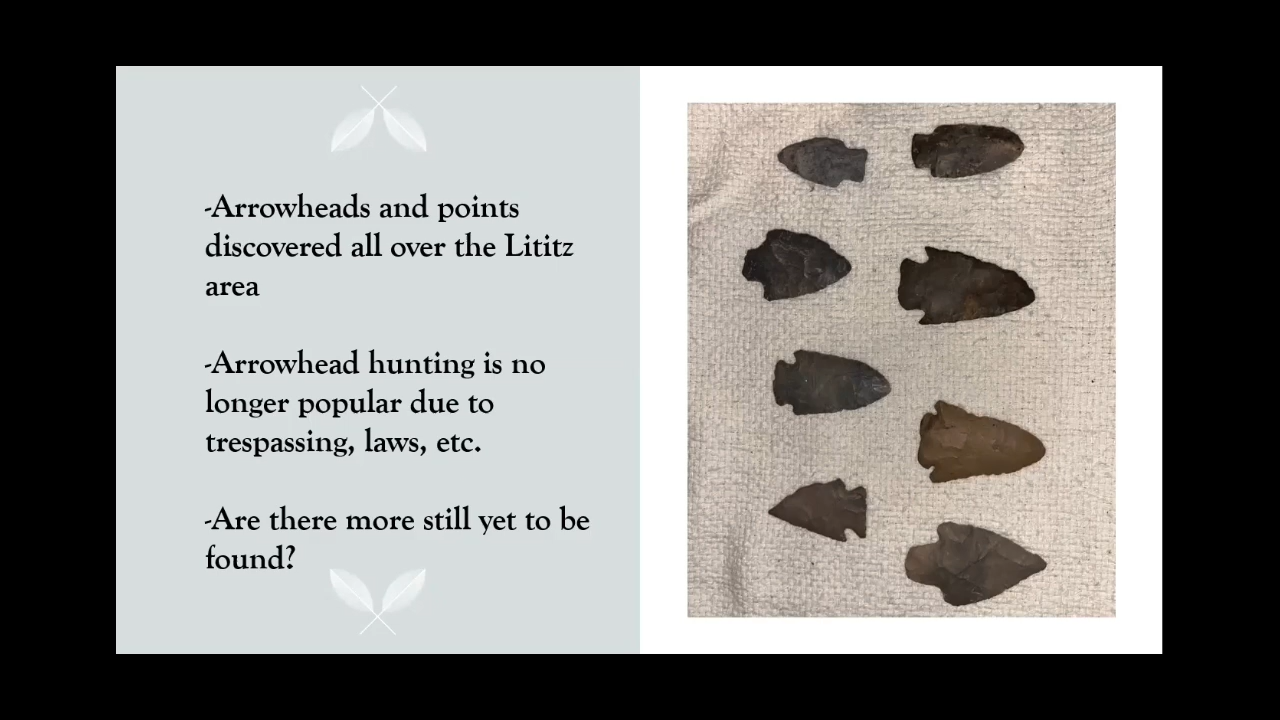 -Arrowheads and points
discovered all over the Lititz
area
-Arrowhead hunting is no
longer popular due to
trespassing, laws, etc.
-Are there more still yet to be
found?